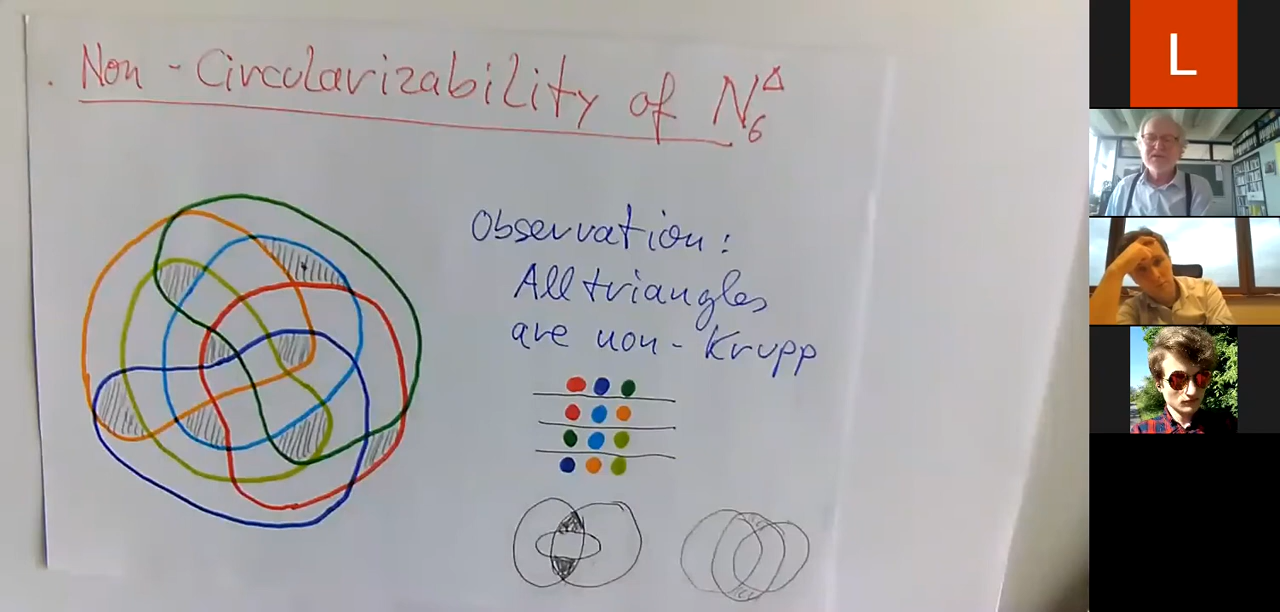 Non-Circularizability of N₆^Δ
Observation:
All triangles
are non-Krupp
L